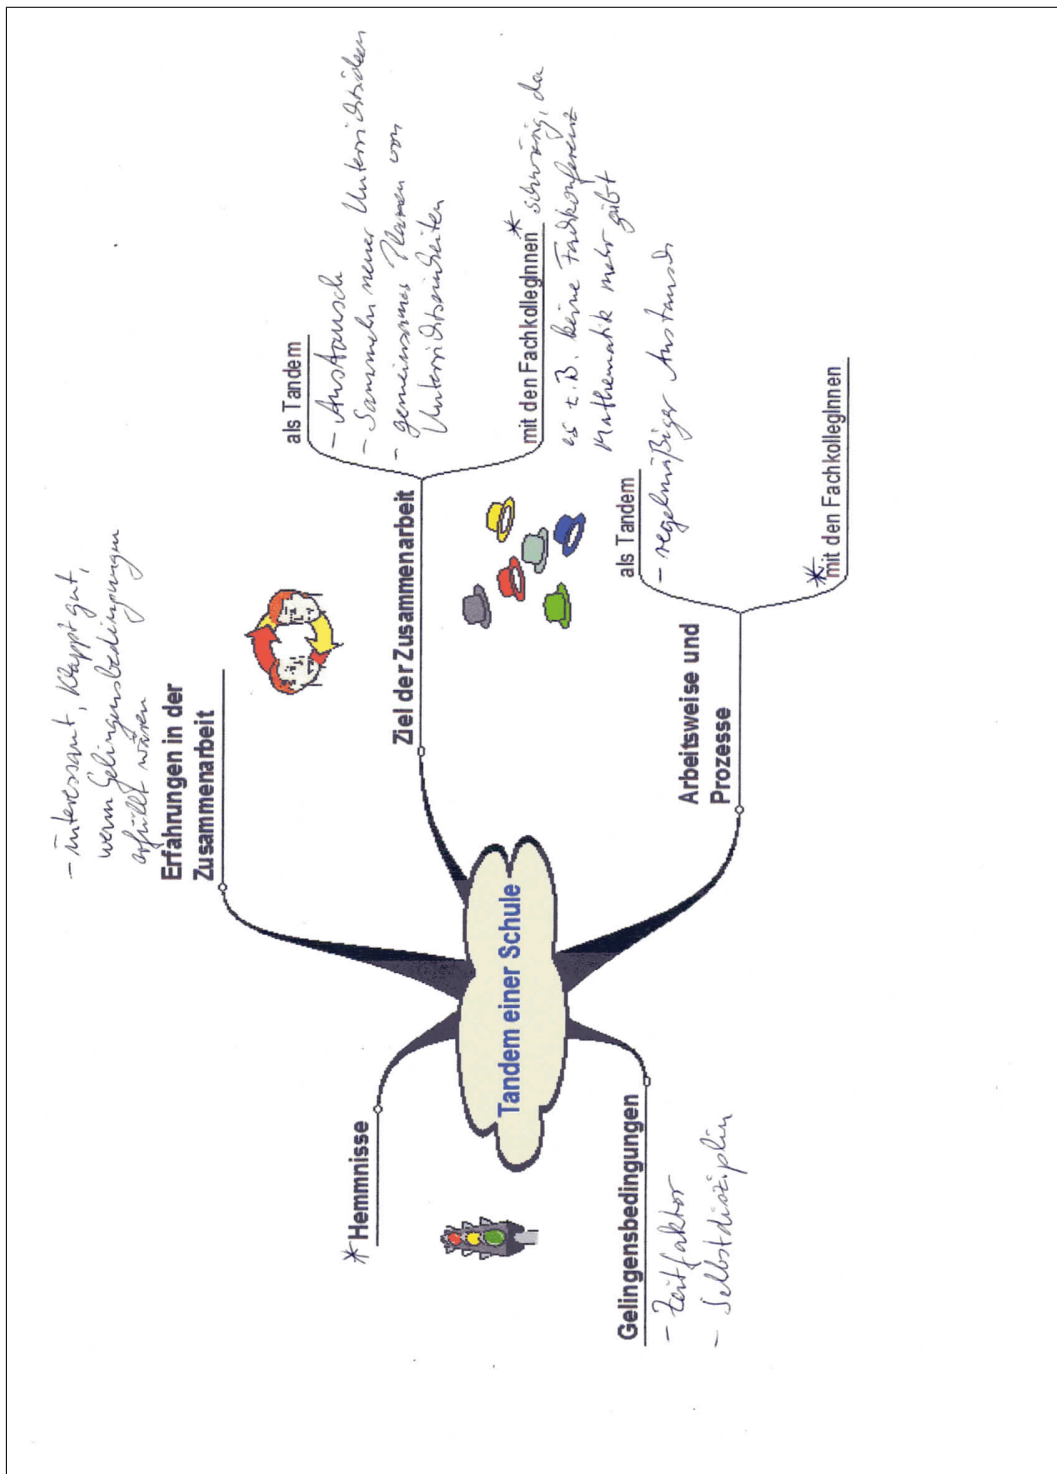 - interessant, klappt gut,
wenn Gelingensbedingungen
erfüllt wären
Erfahrungen in der
Zusammenarbeit
Ziel der Zusammenarbeit
als Tandem
- Austausch
- Sammeln neuer Unterrichtsideen
- gemeinsames Planen von
Unterrichtseinheiten
mit den FachkollegInnen * schwierig, da
es z.B. keine Fachkonferenz
Mathematik mehr gibt
Arbeitsweise und
Prozesse
als Tandem
- regelmäßiger Austausch
*mit den FachkollegInnen
Tandem einer Schule
*Hemmnisse
Gelingensbedingungen
- Zeitfaktor
- Selbstdisziplin